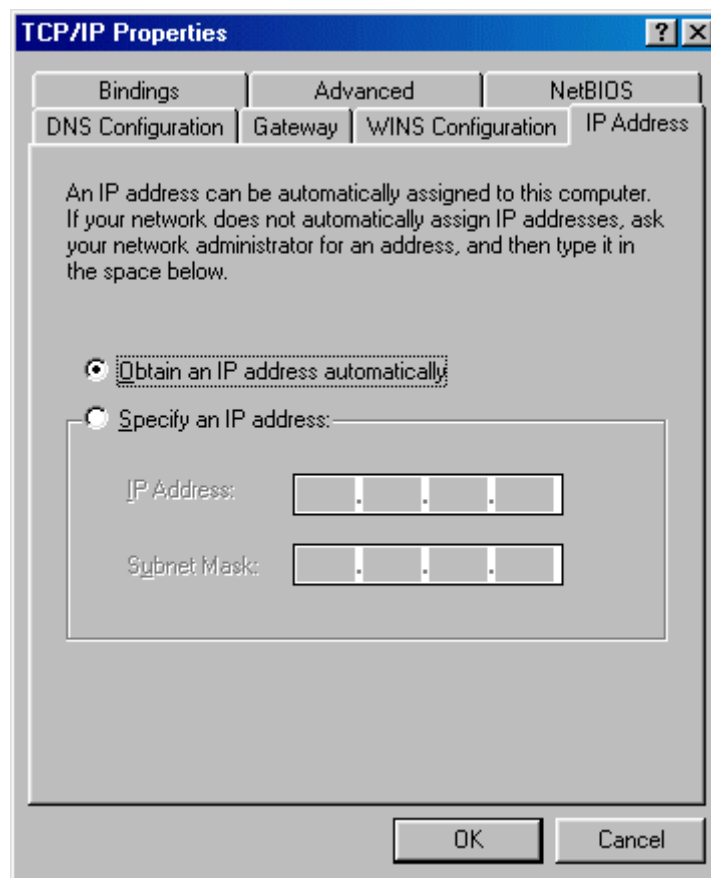 TCP/IP Properties
Bindings Advanced NetBIOS
DNS Configuration Gateway WINS Configuration IP Address
An IP address can be automatically assigned to this computer.
If your network does not automatically assign IP addresses, ask
your network administrator for an address, and then type it in
the space below.
Obtain an IP address automatically
Specify an IP address:
IP Address:
. . .
Subnet Mask:
. . .
OK Cancel